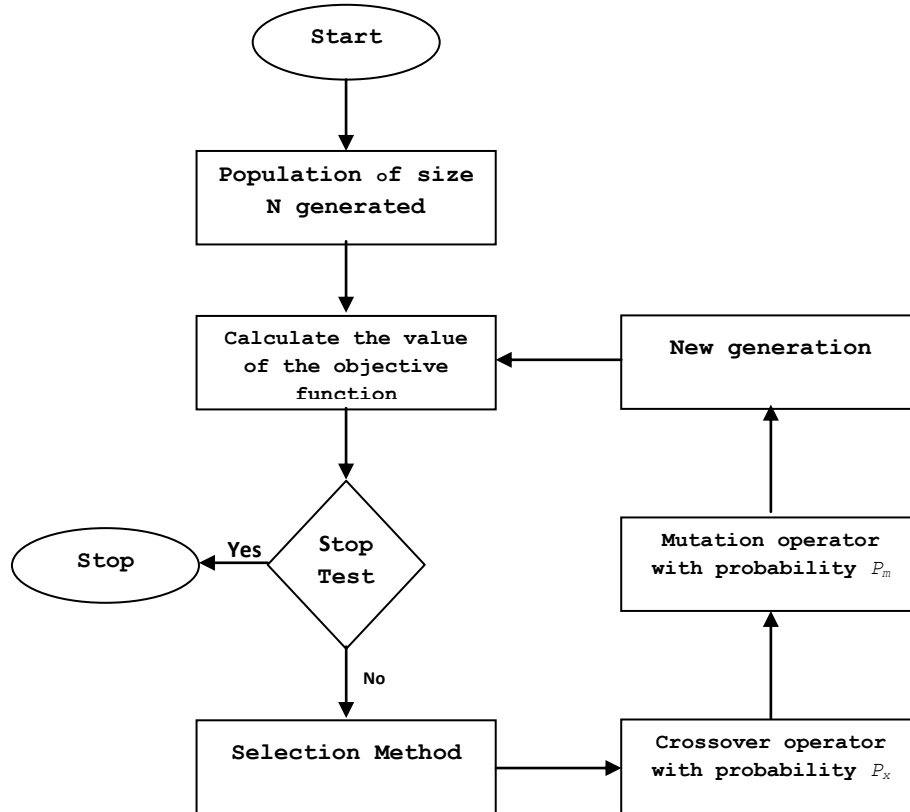 Start
Population of size
N generated
Calculate the value
of the objective
function
New generation
Stop
Test
Yes
Stop
No
Mutation operator
with probability Pm
Selection Method
Crossover operator
with probability Px